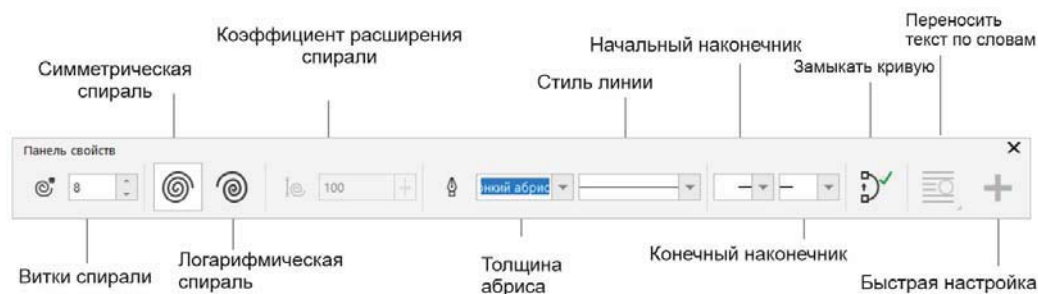 Переносить
текст по словам
Коэффициент расширения
спирали
Начальный наконечник
Симметрическая
спираль
Стиль линии
Замыкать кривую
Панель свойств
8
100
нкий абрис
Витки спирали
Логарифмическая
спираль
Толщина
абриса
Конечный наконечник
Быстрая настройка